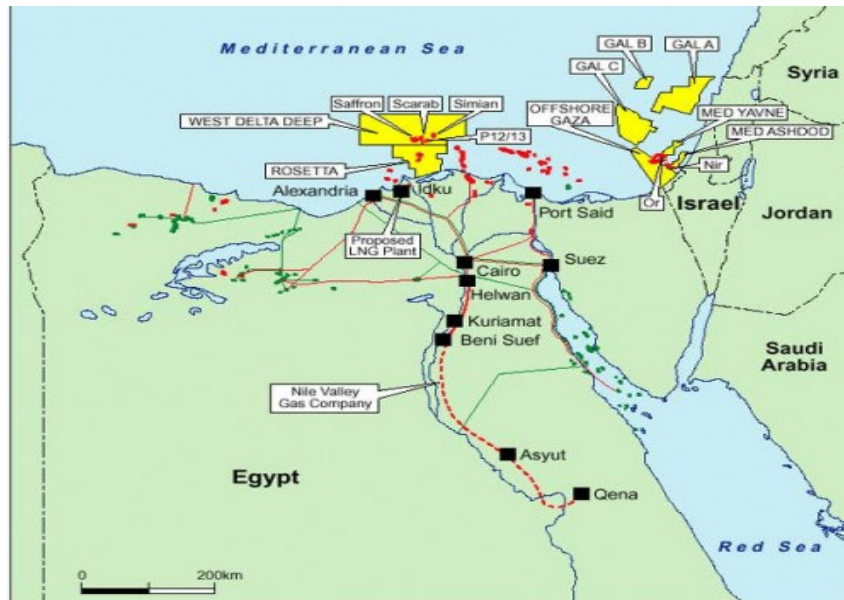 Mediterranean Sea
GAL B
GAL A
GAL C
Syria
Saffron
Scarab
Simian
OFFSHORE
GAZA
MED YAVNE
WEST DELTA DEEP
P12/13
MED ASHDOD
ROSETTA
Nir
Alexandria
Idku
Or
Israel
Port Said
Jordan
Proposed
LNG Plant
Cairo
Suez
Helwan
Kuriamat
Beni Suef
Saudi
Arabia
Nile Valley
Gas Company
Asyut
Egypt
Qena
Red Sea
0
200km